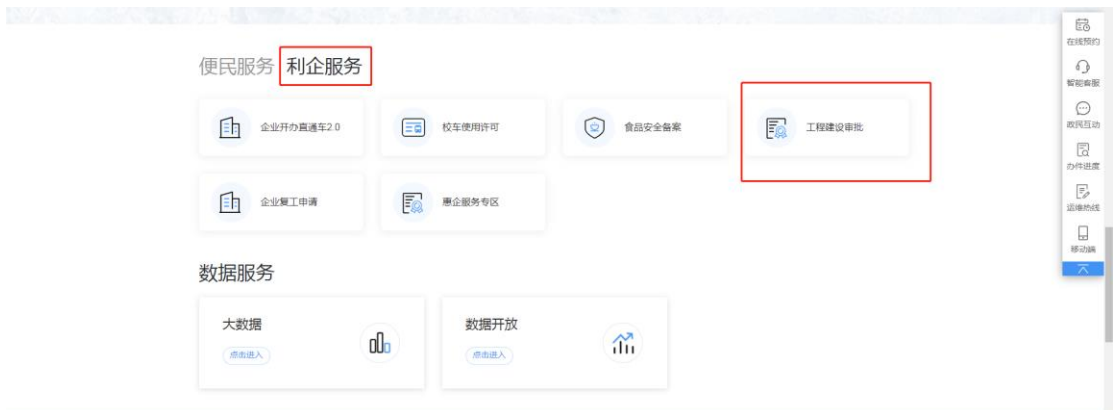 便民服务 利企服务
企业开办直通车2.0
校车使用许可
食品安全备案
工程建设审批
企业复工申请
惠企服务专区
数据服务
大数据
点击进入
数据开放
点击进入
在线预约
智能客服
政民互动
办件进度
运维热线
移动端